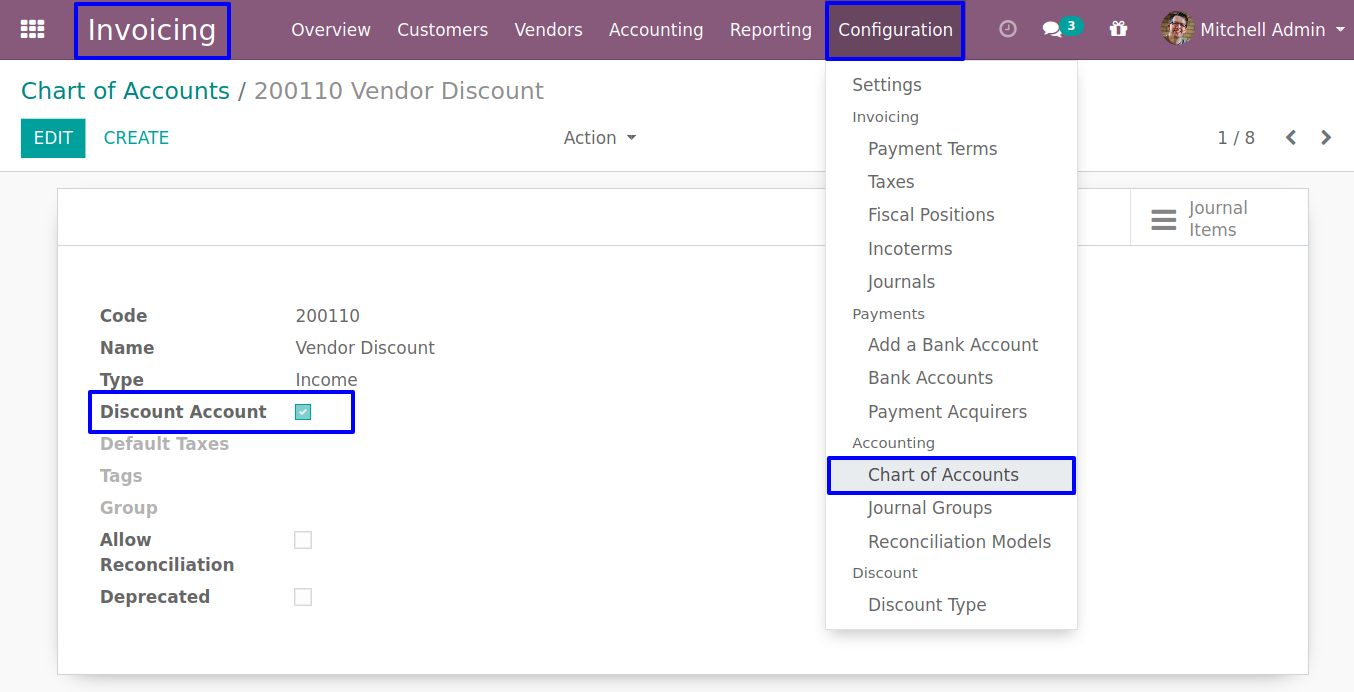 Invoicing Overview Customers Vendors Accounting Reporting Configuration 3 Mitchell Admin
Chart of Accounts / 200110 Vendor Discount
EDIT CREATE Action 1 / 8
Settings
Invoicing
Payment Terms
Taxes
Fiscal Positions
Incoterms
Journals
Payments
Add a Bank Account
Bank Accounts
Payment Acquirers
Accounting
Chart of Accounts
Journal Groups
Reconciliation Models
Discount
Discount Type
Journal
Items
Code 200110
Name Vendor Discount
Type Income
Discount Account
Default Taxes
Tags
Group
Allow
Reconciliation
Deprecated